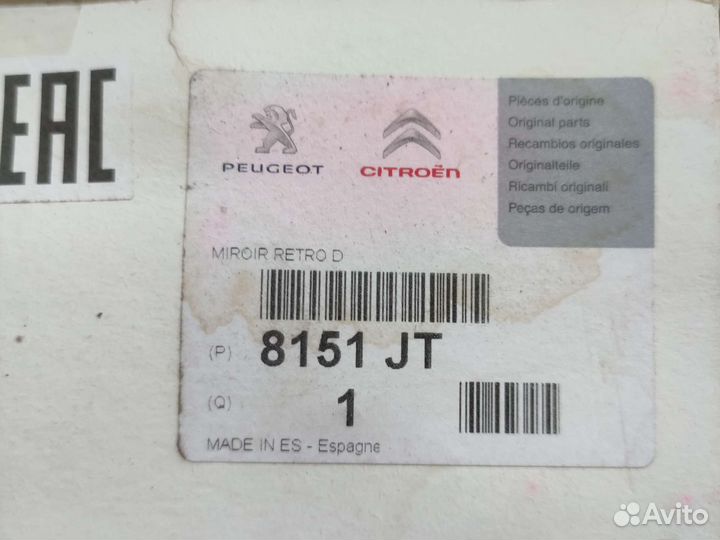 EAC
PEUGEOT
CITROËN
Pièces d'origine
Original parts
Recambios originales
Originalteile
Ricambi originali
Peças de origem
MIROIR RETRO D
(P) 8151 JT
(Q) 1
MADE IN ES - Espagne
Avito